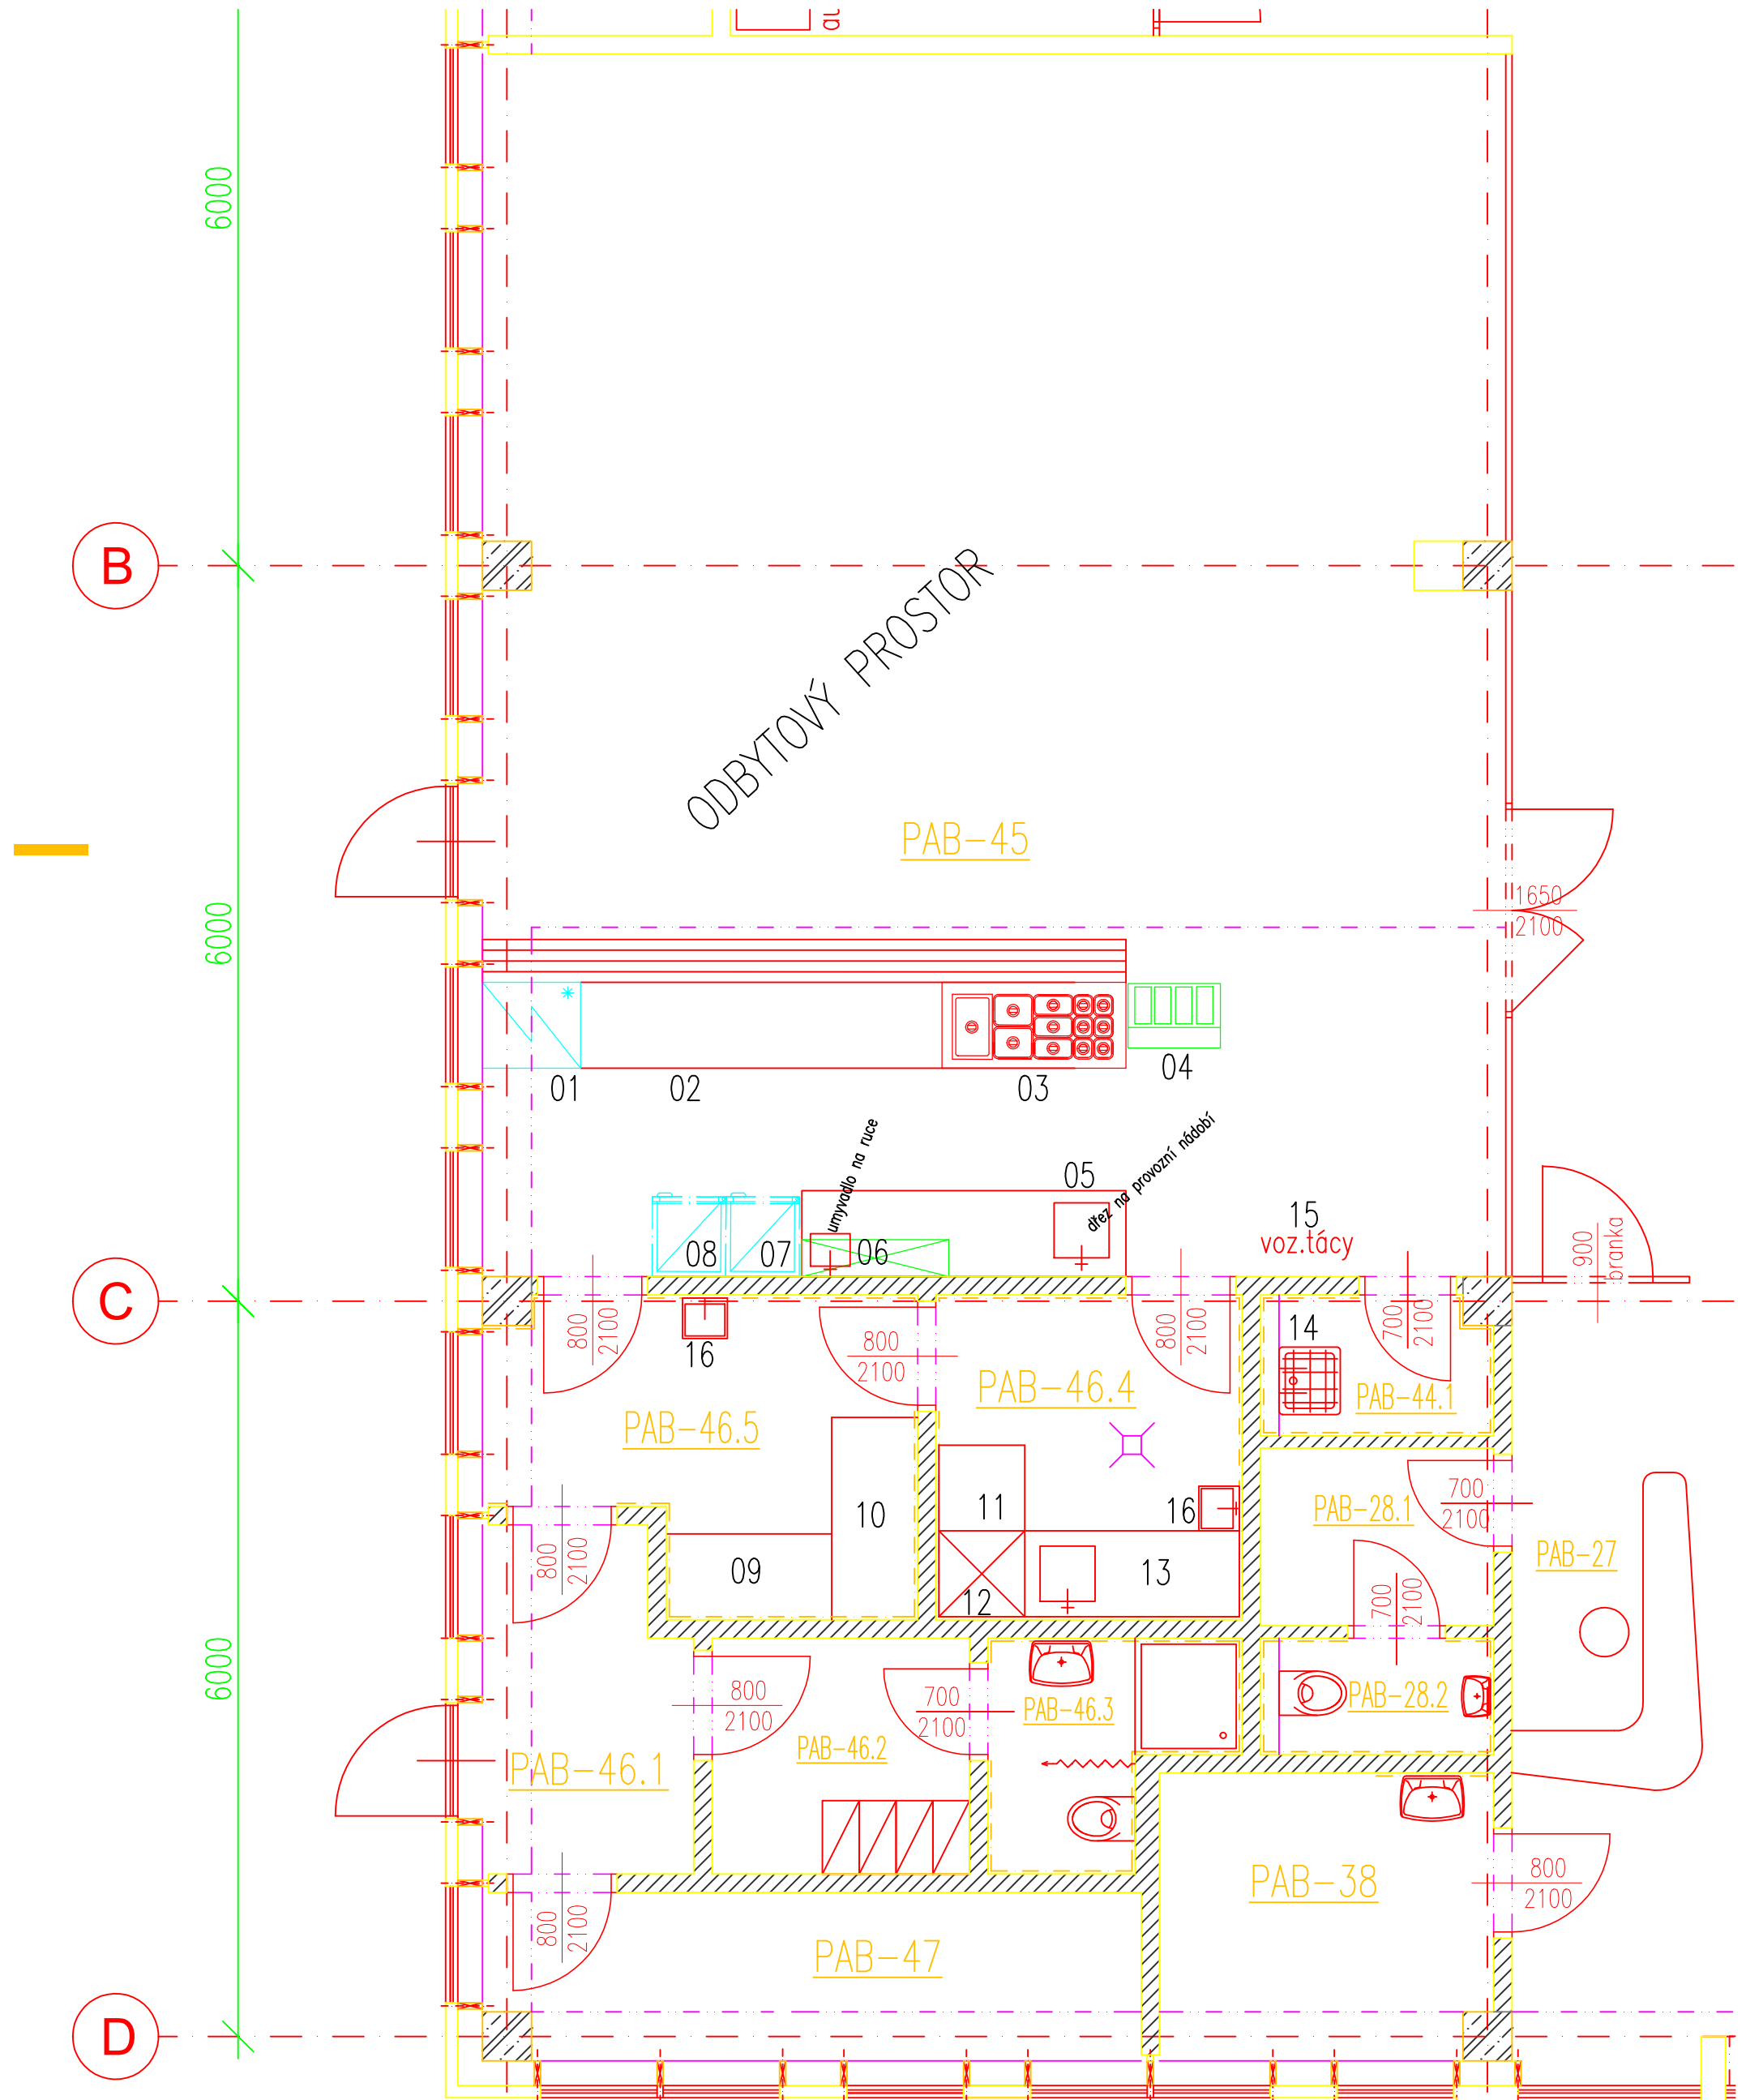 6000
B
ODBYTOVÝ PROSTOR
PAB-45
1650
2100
6000
01
02
03
04
umyvadlo na ruce
05
dřez na provozní nádobí
15
voz.tácy
08
07
06
900
branka
C
800
2100
16
800
2100
800
2100
14
700
2100
PAB-46.4
PAB-44.1
PAB-46.5
10
11
16
PAB-28.1
700
2100
PAB-27
800
2100
09
12
13
700
2100
6000
800
2100
700
2100
PAB-46.3
PAB-28.2
PAB-46.2
PAB-46.1
PAB-38
800
2100
800
2100
PAB-47
D